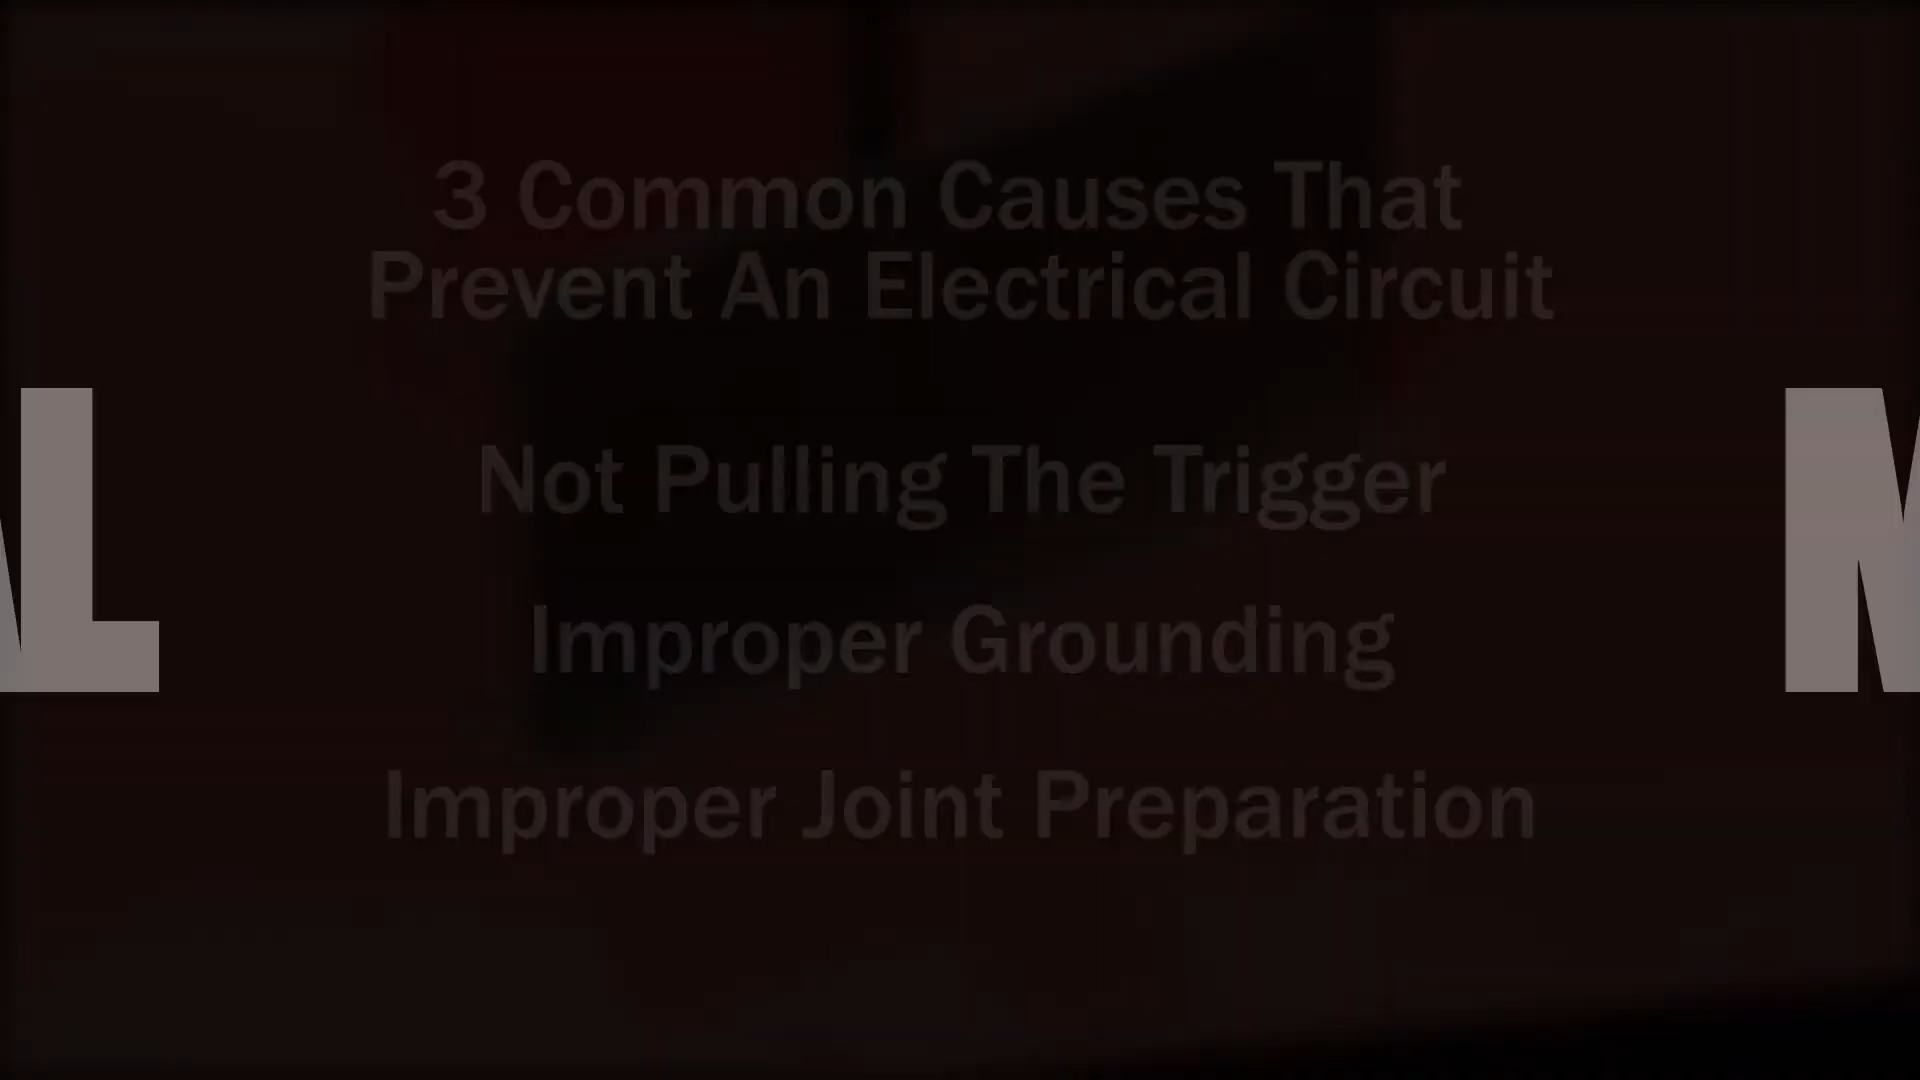 3 Common Causes That
Prevent An Electrical Circuit
L M
Not Pulling The Trigger
Improper Grounding
Improper Joint Preparation